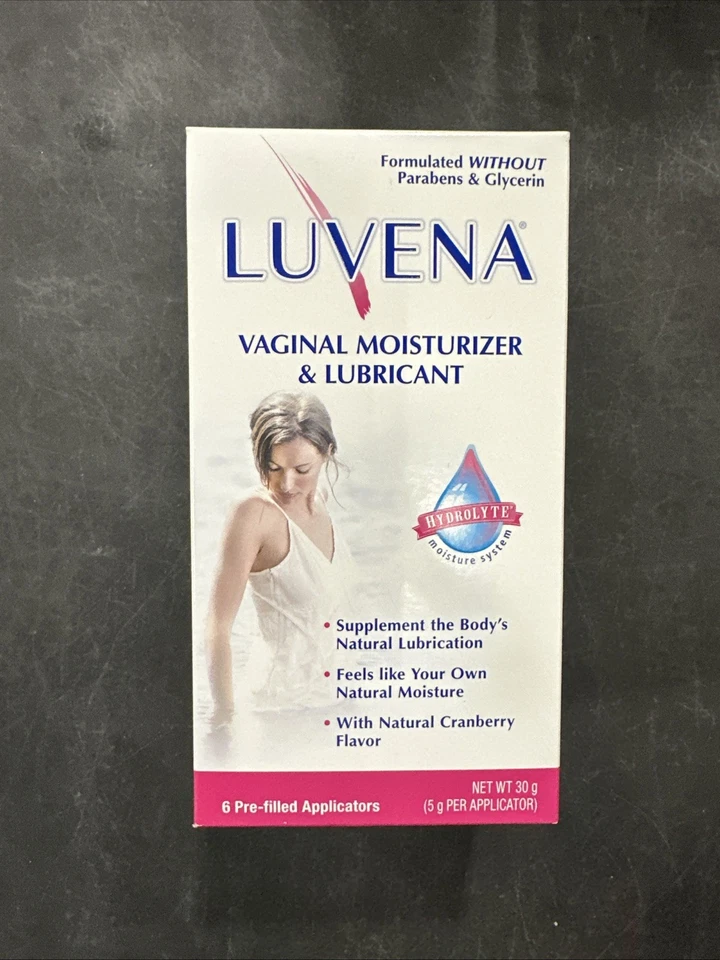 Formulated WITHOUT
Parabens & Glycerin
LUVENA®
VAGINAL MOISTURIZER
& LUBRICANT
HYDROLYTE®
moisture system
• Supplement the Body's
Natural Lubrication
• Feels like Your Own
Natural Moisture
• With Natural Cranberry
Flavor
6 Pre-filled Applicators
NET WT 30 g
(5 g PER APPLICATOR)